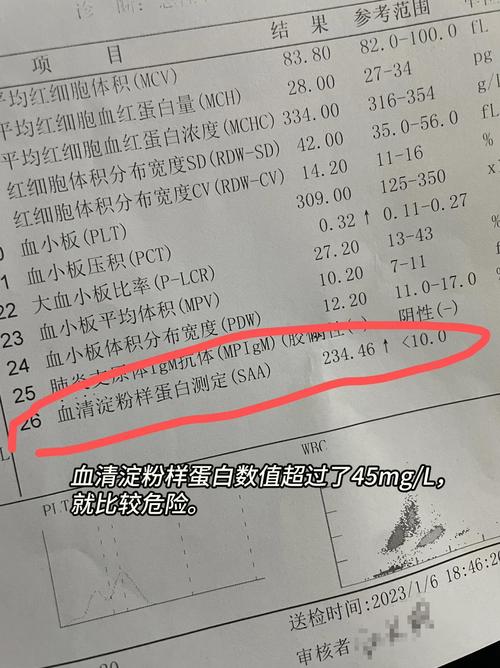 项 目 结 果 参考范围
平均红细胞体积(MCV) 83.80 82.0-100.0 fL
平均红细胞血红蛋白量(MCH) 28.00 27-34 pg
平均红细胞血红蛋白浓度(MCHC) 334.00 316-354 g/L
红细胞体积分布宽度SD(RDW-SD) 42.00 35.0-56.0 fL
红细胞体积分布宽度CV(RDW-CV) 14.20 11-16
0 血小板(PLT) 309.00 125-350 x
1 血小板压积(PCT) 0.32 ↑ 0.11-0.27
22 大血小板比率(P-LCR) 27.20 13-43
23 血小板平均体积(MPV) 10.20 7-11
24 血小板体积分布宽度(PDW) 12.20 11.0-17.0
25 肺炎支原体IgM抗体(MPIgM)(胶 性(-) 阴性(-)
26 血清淀粉样蛋白测定(SAA) 234.46 ↑ <10.0
血清淀粉样蛋白数值超过了45mg/L,
就比较危险。
PLT WBC
送检时间:2023/1/6 18:46:26
审核者